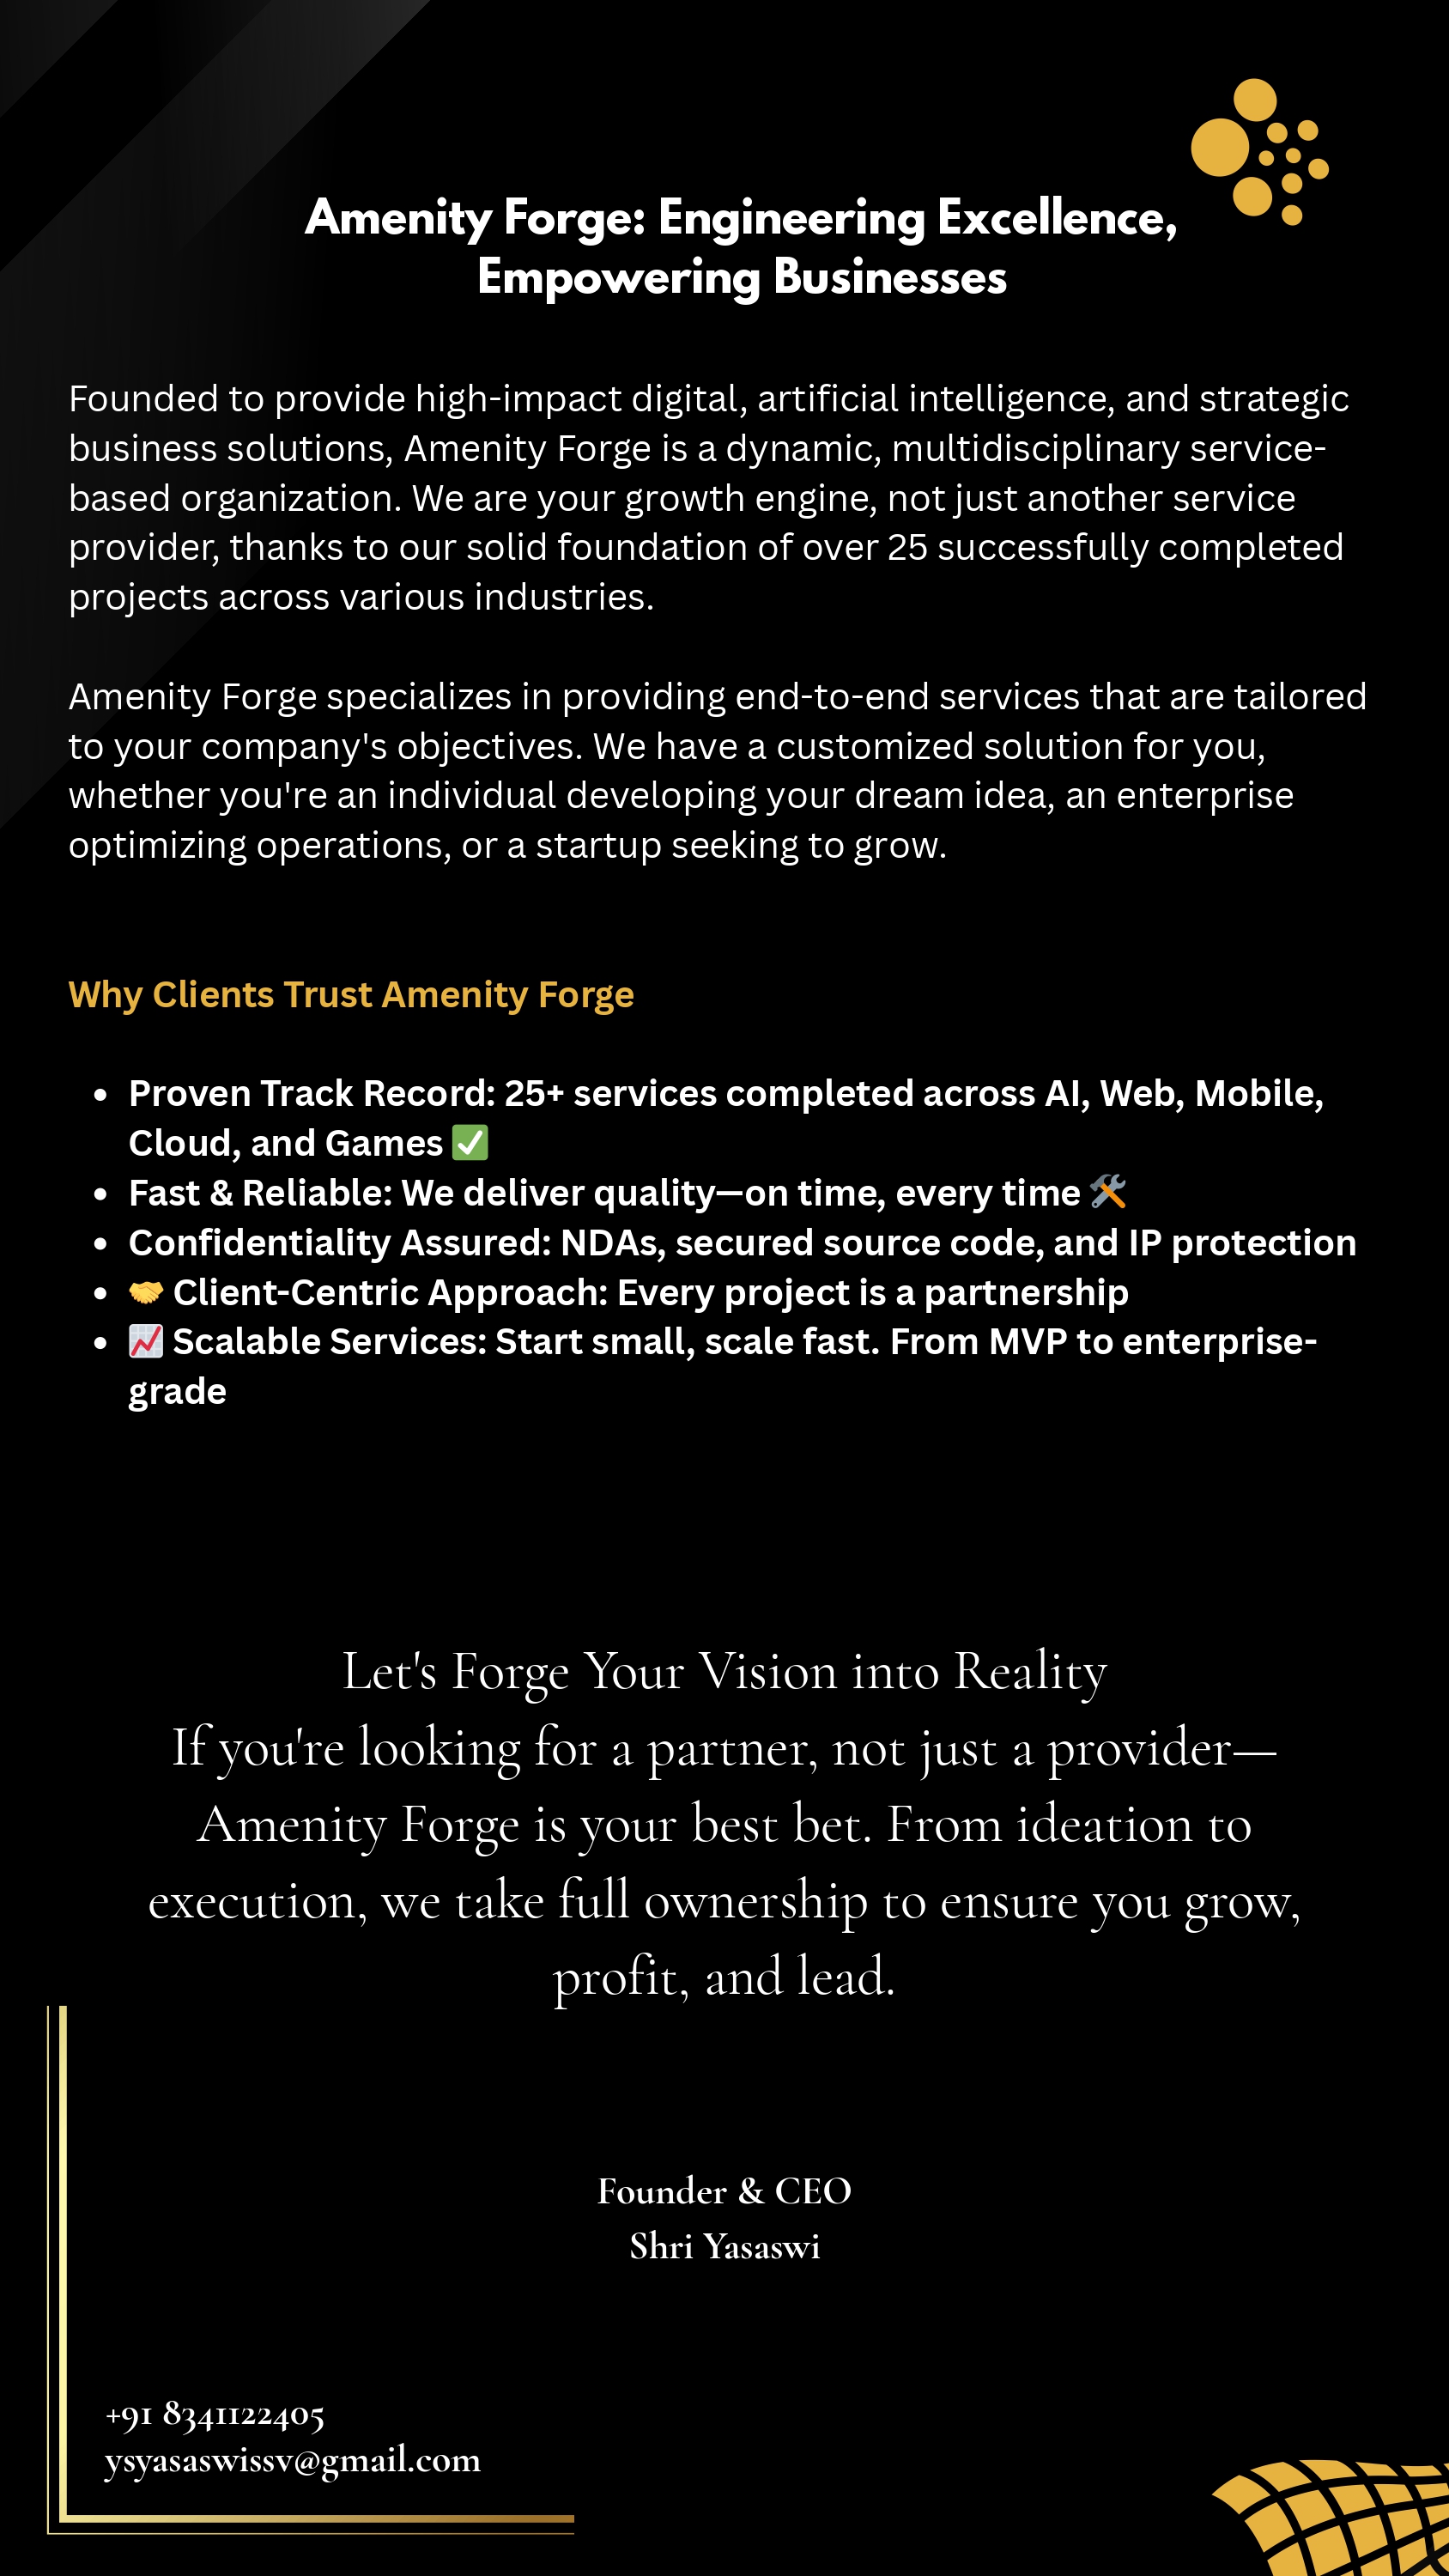 Amenity Forge: Engineering Excellence,
Empowering Businesses
Founded to provide high-impact digital, artificial intelligence, and strategic
business solutions, Amenity Forge is a dynamic, multidisciplinary service-
based organization. We are your growth engine, not just another service
provider, thanks to our solid foundation of over 25 successfully completed
projects across various industries.
Amenity Forge specializes in providing end-to-end services that are tailored
to your company's objectives. We have a customized solution for you,
whether you're an individual developing your dream idea, an enterprise
optimizing operations, or a startup seeking to grow.
Why Clients Trust Amenity Forge
• Proven Track Record: 25+ services completed across AI, Web, Mobile,
Cloud, and Games ✅
• Fast & Reliable: We deliver quality—on time, every time 🛠️
• Confidentiality Assured: NDAs, secured source code, and IP protection
• 🤝 Client-Centric Approach: Every project is a partnership
• 📈 Scalable Services: Start small, scale fast. From MVP to enterprise-
grade
Let's Forge Your Vision into Reality
If you're looking for a partner, not just a provider—
Amenity Forge is your best bet. From ideation to
execution, we take full ownership to ensure you grow,
profit, and lead.
Founder & CEO
Shri Yasaswi
+91 8341122405
ysyasaswissv@gmail.com